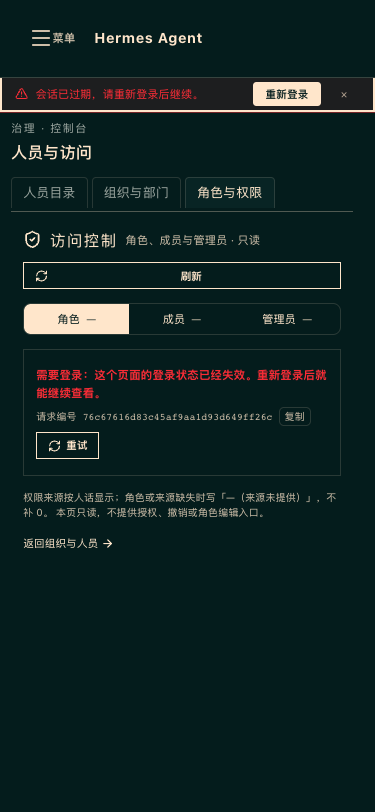 菜单
Hermes Agent
会话已过期，请重新登录后继续。
重新登录
×
治理 · 控制台
人员与访问
人员目录
组织与部门
角色与权限
访问控制
角色、成员与管理员 · 只读
刷新
角色 —
成员 —
管理员 —
需要登录：这个页面的登录状态已经失效。重新登录后就
能继续查看。
请求编号 76c67616d83c45af9aa1d93d649ff26c 复制
重试
权限来源按人话显示；角色或来源缺失时写「—（来源未提供）」，不
补 0。本页只读，不提供授权、撤销或角色编辑入口。
返回组织与人员 →